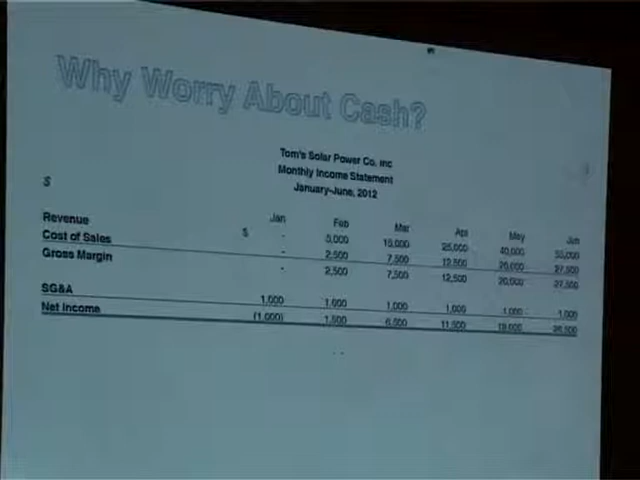 Why Worry About Cash?
Tom's Solar Power Co. Inc
Monthly Income Statement
January-June, 2012
$
Jan Feb Mar Apr May Jun
Revenue $ - 5,000 15,000 25,000 40,000 55,000
Cost of Sales - 2,500 7,500 12,500 20,000 27,500
Gross Margin - 2,500 7,500 12,500 20,000 27,500
SG&A 1,000 1,000 1,000 1,000 1,000 1,000
Net Income (1,000) 1,500 6,500 11,500 19,000 26,500